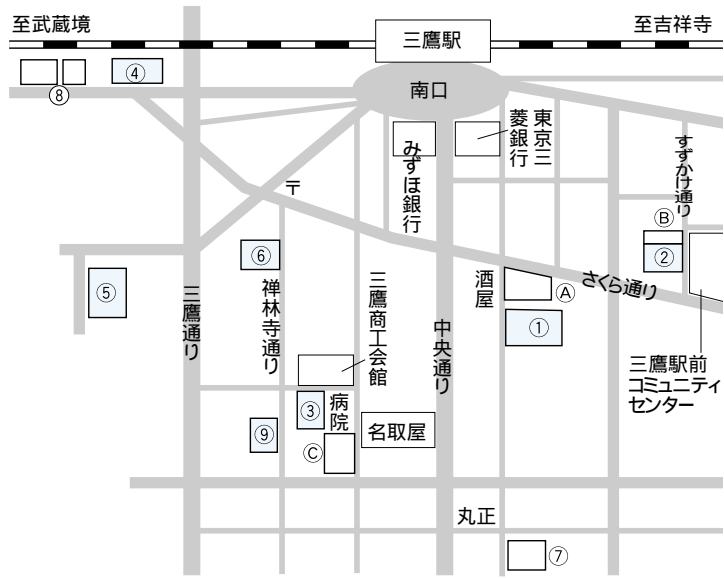 至武蔵境
三鷹駅
至吉祥寺
④
⑧
南口
みずほ銀行
東京三
菱銀行
すずかけ通り
〒
Ⓑ
②
⑥
⑤
三鷹通り
禅林寺通り
三鷹商工会館
中央通り
酒屋
Ⓐ
さくら通り
①
三鷹駅前
コミュニティ
センター
③
病院
⑨
Ⓒ
名取屋
丸正
⑦